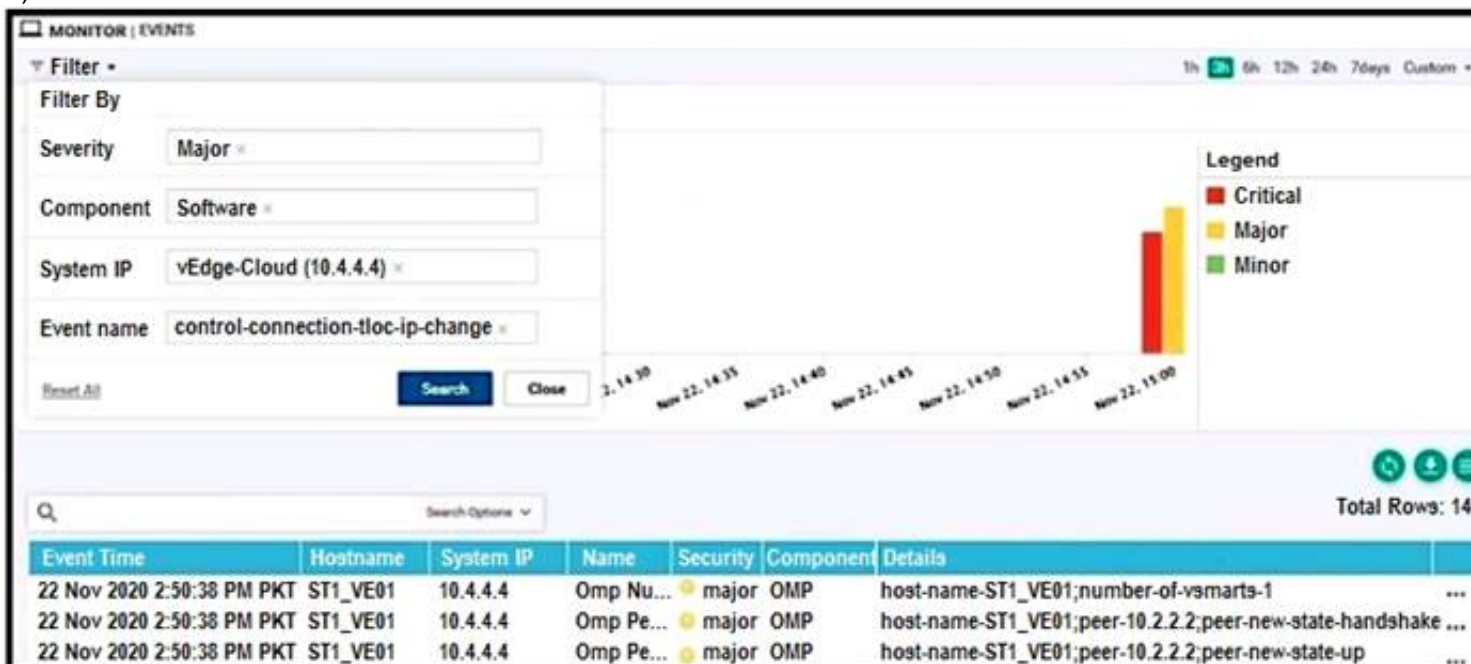 MONITOR | EVENTS
Filter
1h 3h 6h 12h 24h 7days Custom
Filter By
Severity Major ×
Component Software ×
System IP vEdge-Cloud (10.4.4.4) ×
Event name control-connection-tloc-ip-change ×
Reset All Search Close
Legend
Critical
Major
Minor
2, 14:30 Nov 22, 14:35 Nov 22, 14:40 Nov 22, 14:45 Nov 22, 14:50 Nov 22, 14:55 Nov 22, 15:00
Search Options
Total Rows: 14
Event Time Hostname System IP Name Security Component Details
22 Nov 2020 2:50:38 PM PKT ST1_VE01 10.4.4.4 Omp Nu... major OMP host-name-ST1_VE01;number-of-vsmarts-1 ...
22 Nov 2020 2:50:38 PM PKT ST1_VE01 10.4.4.4 Omp Pe... major OMP host-name-ST1_VE01;peer-10.2.2.2;peer-new-state-handshake ...
22 Nov 2020 2:50:38 PM PKT ST1_VE01 10.4.4.4 Omp Pe... major OMP host-name-ST1_VE01;peer-10.2.2.2;peer-new-state-up ...